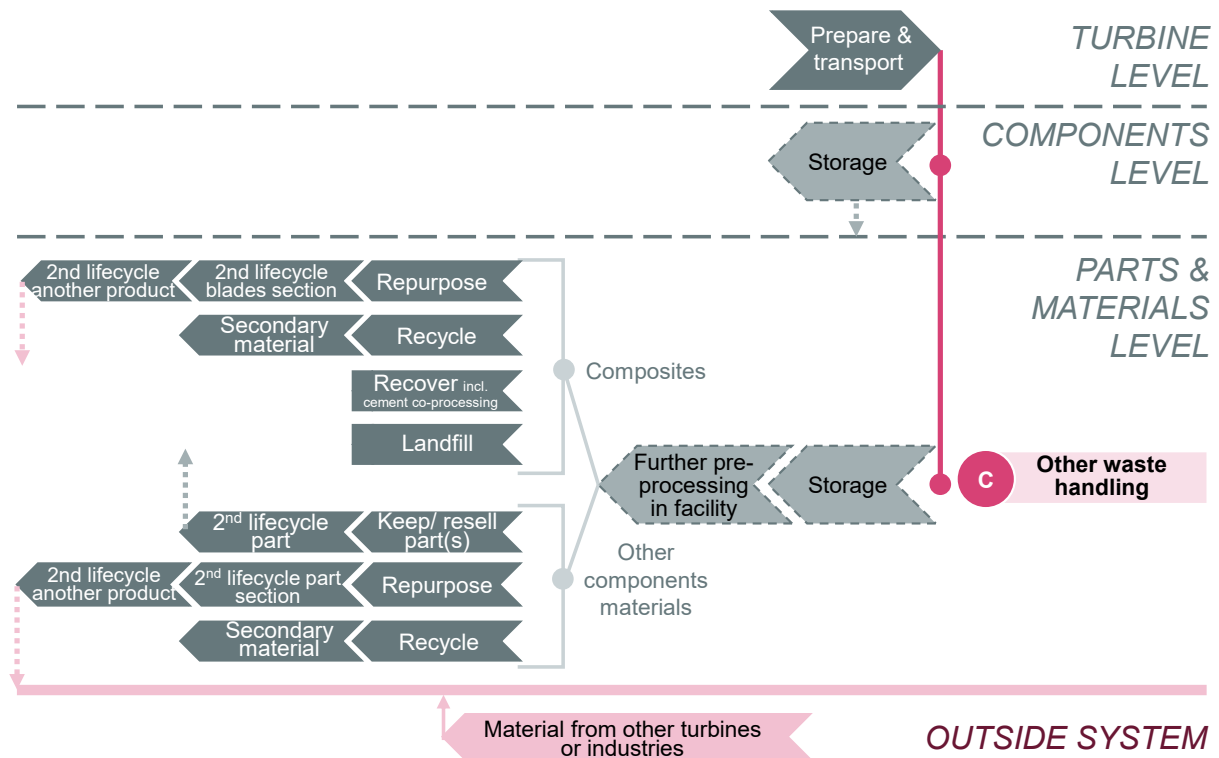 Prepare &
transport
TURBINE
LEVEL
Storage
COMPONENTS
LEVEL
PARTS &
MATERIALS
LEVEL
2nd lifecycle
another product
2nd lifecycle
blades section
Repurpose
Secondary
material
Recycle
Recover incl.
cement co-processing
Landfill
Composites
Further pre-
processing
in facility
Storage
C
Other waste
handling
2nd lifecycle
part
Keep/ resell
part(s)
2nd lifecycle
another product
2nd lifecycle part
section
Repurpose
Secondary
material
Recycle
Other
components
materials
Material from other turbines
or industries
OUTSIDE SYSTEM